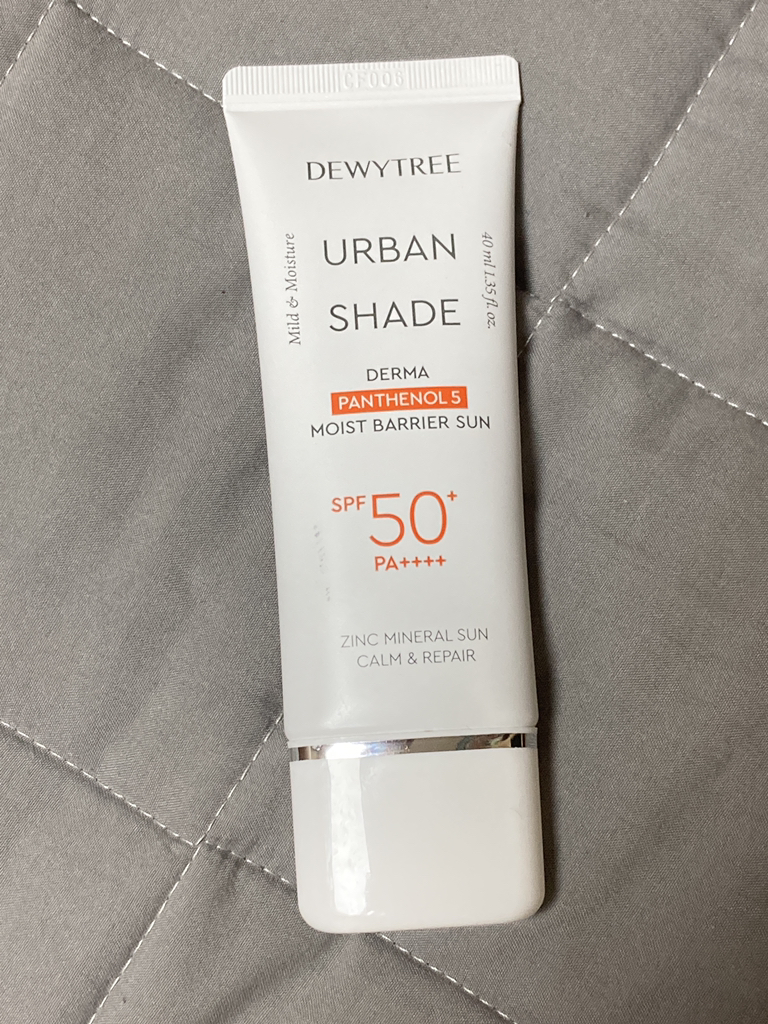 CF006
DEWYTREE
URBAN
SHADE
Mild & Moisture
40 ml 1.35 fl. oz.
DERMA
PANTHENOL 5
MOIST BARRIER SUN
SPF 50+
PA++++
ZINC MINERAL SUN
CALM & REPAIR